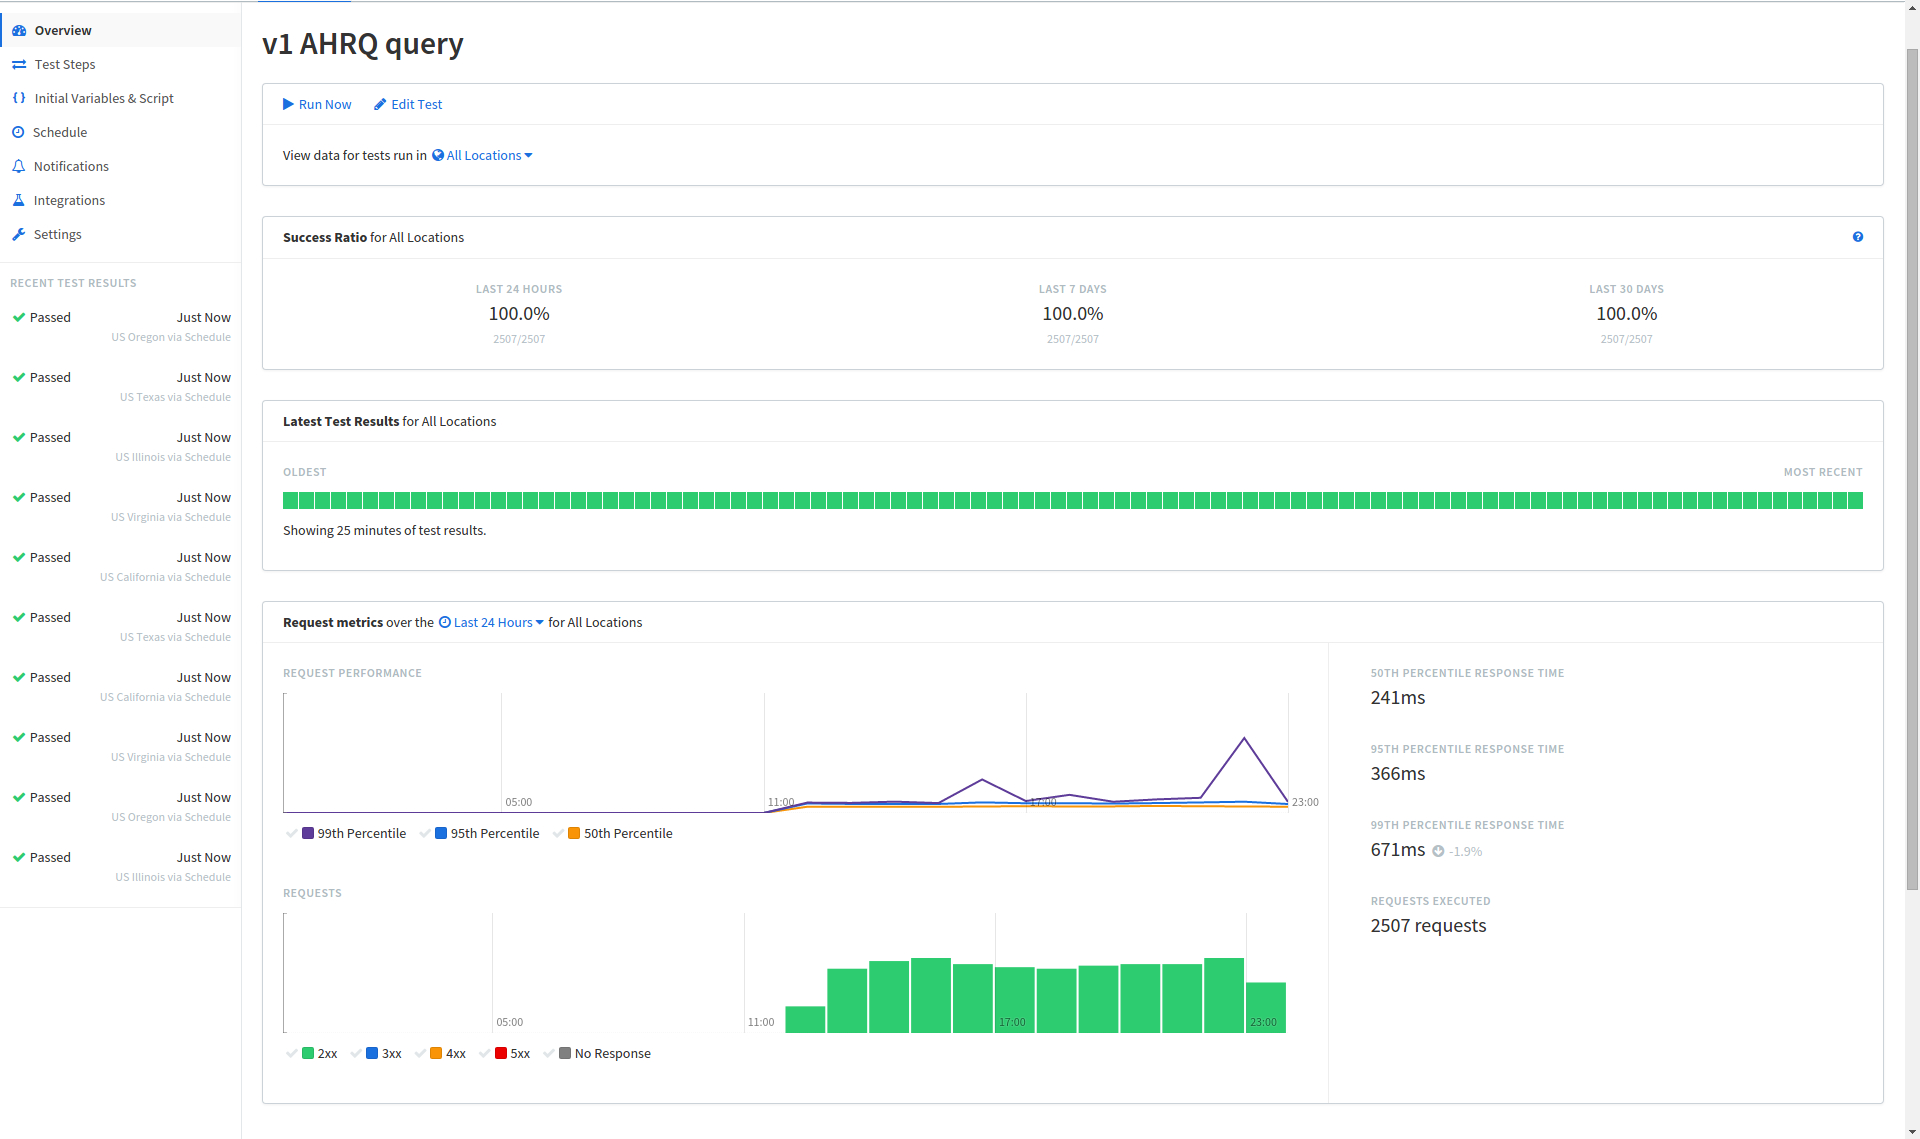 Overview
Test Steps
Initial Variables & Script
Schedule
Notifications
Integrations
Settings
RECENT TEST RESULTS
Passed Just Now
US Oregon via Schedule
Passed Just Now
US Texas via Schedule
Passed Just Now
US Illinois via Schedule
Passed Just Now
US Virginia via Schedule
Passed Just Now
US California via Schedule
Passed Just Now
US Texas via Schedule
Passed Just Now
US California via Schedule
Passed Just Now
US Virginia via Schedule
Passed Just Now
US Oregon via Schedule
Passed Just Now
US Illinois via Schedule
v1 AHRQ query
Run Now Edit Test
View data for tests run in All Locations
Success Ratio for All Locations
LAST 24 HOURS
100.0%
2507/2507
LAST 7 DAYS
100.0%
2507/2507
LAST 30 DAYS
100.0%
2507/2507
Latest Test Results for All Locations
OLDEST MOST RECENT
Showing 25 minutes of test results.
Request metrics over the Last 24 Hours for All Locations
REQUEST PERFORMANCE
05:00 11:00 17:00 23:00
99th Percentile 95th Percentile 50th Percentile
REQUESTS
05:00 11:00 17:00 23:00
2xx 3xx 4xx 5xx No Response
50TH PERCENTILE RESPONSE TIME
241ms
95TH PERCENTILE RESPONSE TIME
366ms
99TH PERCENTILE RESPONSE TIME
671ms -1.9%
REQUESTS EXECUTED
2507 requests